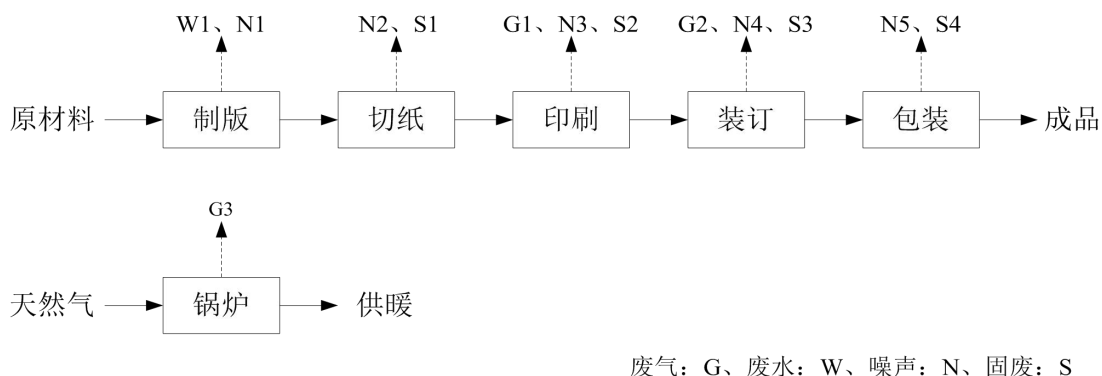 W1、N1 N2、S1 G1、N3、S2 G2、N4、S3 N5、S4
原材料 制版 切纸 印刷 装订 包装 成品
G3
天然气 锅炉 供暖
废气：G、废水：W、噪声：N、固废：S